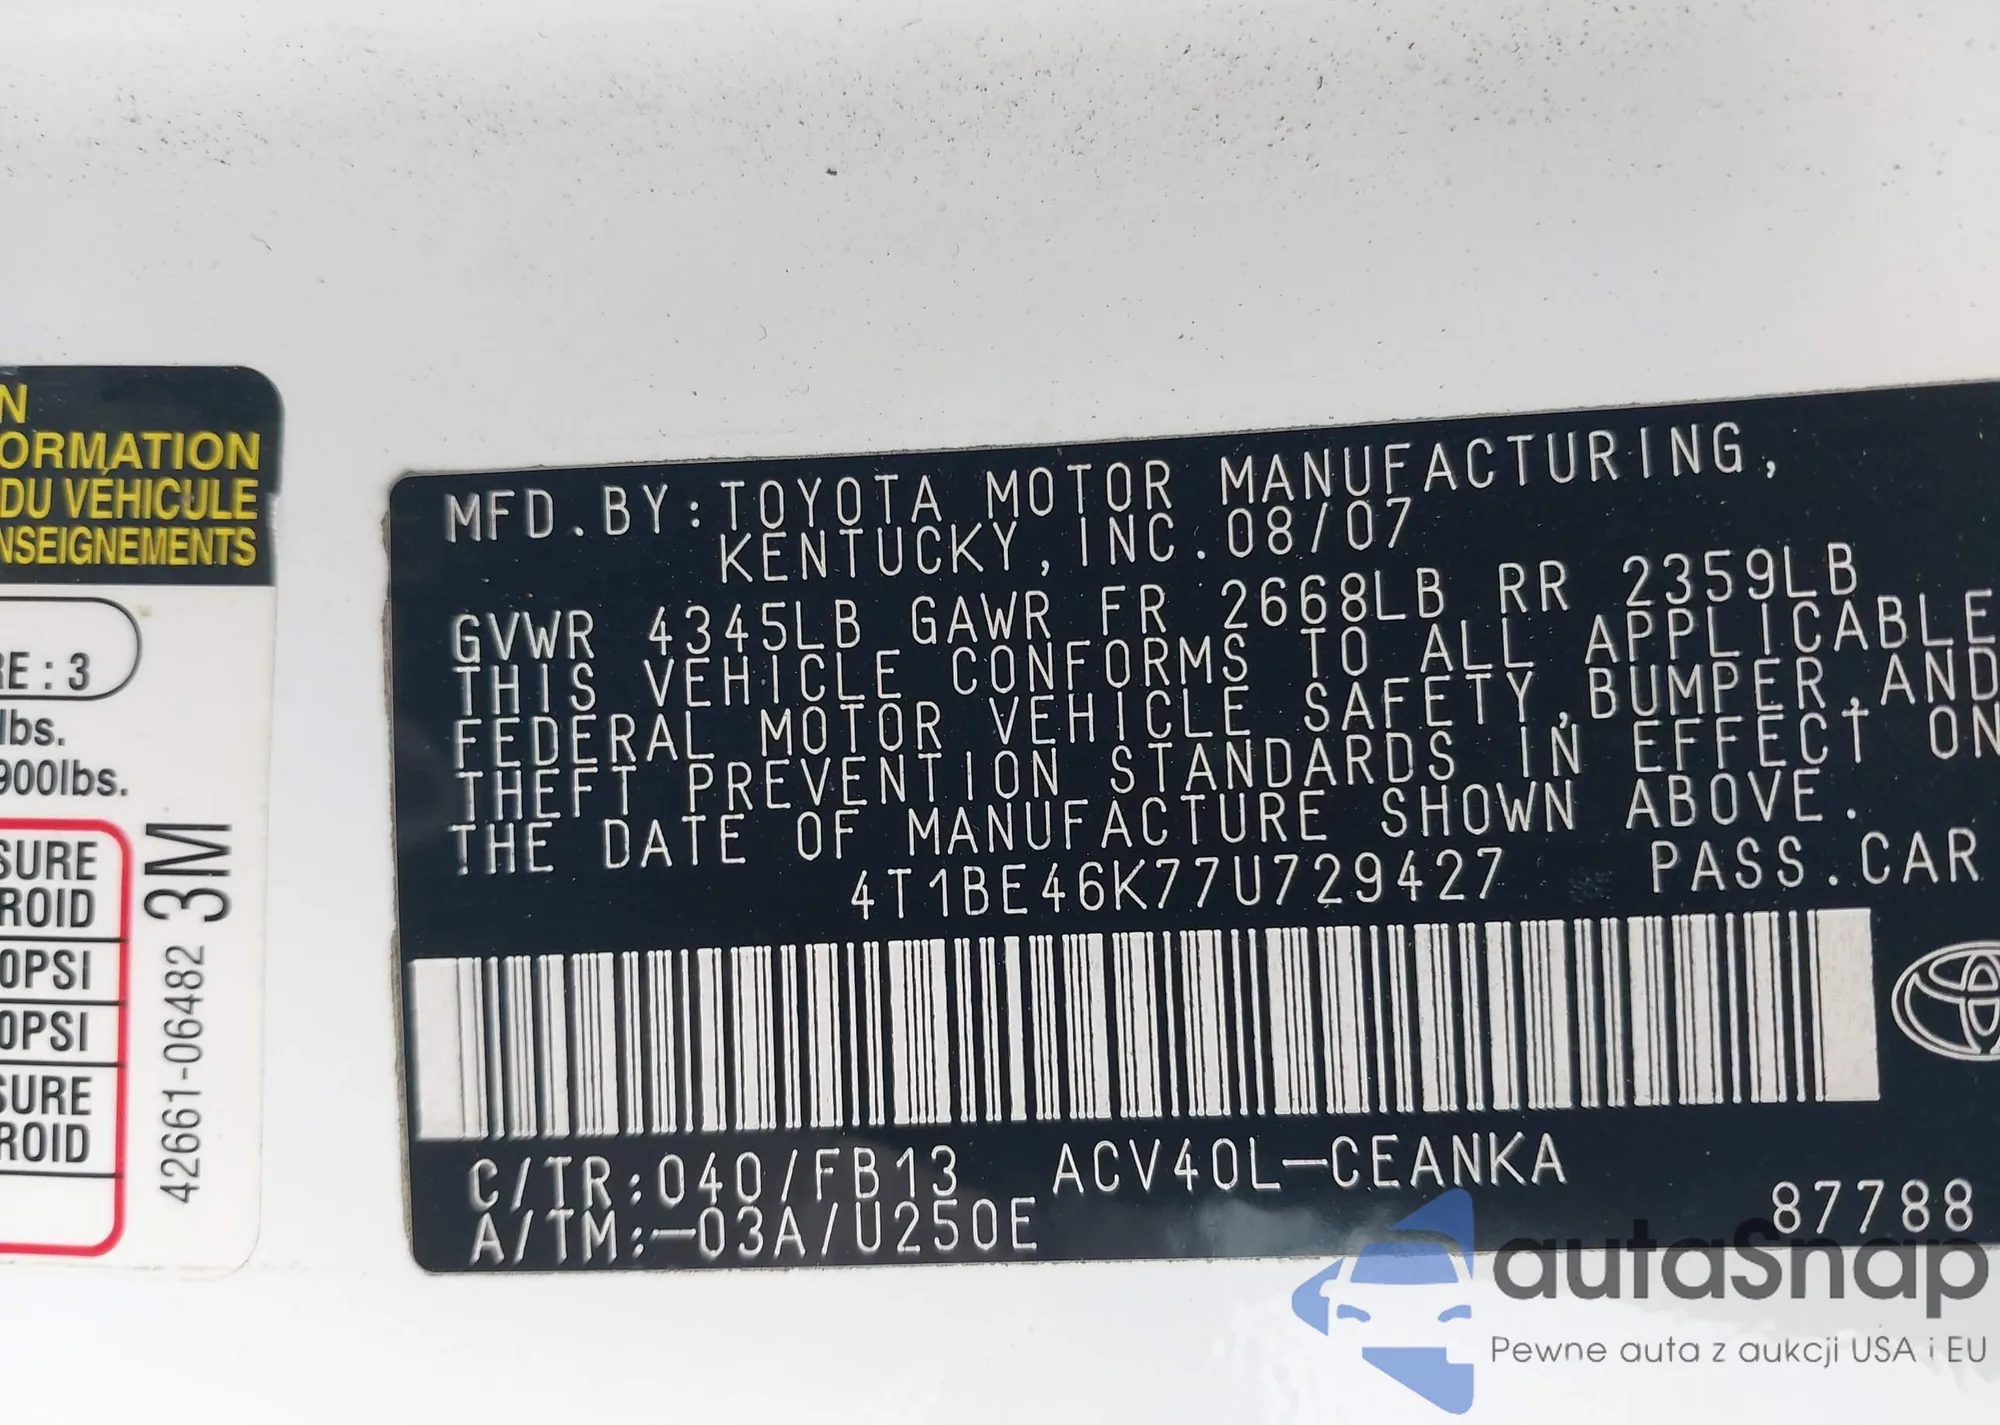 N
ORMATION
DU VÉHICULE
NSEIGNEMENTS
RE : 3
lbs.
900lbs.
SURE
ROID
0PSI
0PSI
SURE
ROID
42661-06482 3M
MFD.BY:TOYOTA MOTOR MANUFACTURING,
KENTUCKY,INC.08/07
GVWR 4345LB GAWR FR 2668LB RR 2359LB
THIS VEHICLE CONFORMS TO ALL APPLICABLE
FEDERAL MOTOR VEHICLE SAFETY,BUMPER,AND
THEFT PREVENTION STANDARDS IN EFFECT ON
THE DATE OF MANUFACTURE SHOWN ABOVE.
4T1BE46K77U729427 PASS.CAR
C/TR:040/FB13 ACV40L-CEANKA
A/TM:-03A/U250E
87788
autaSnap
Pewne auta z aukcji USA i EU